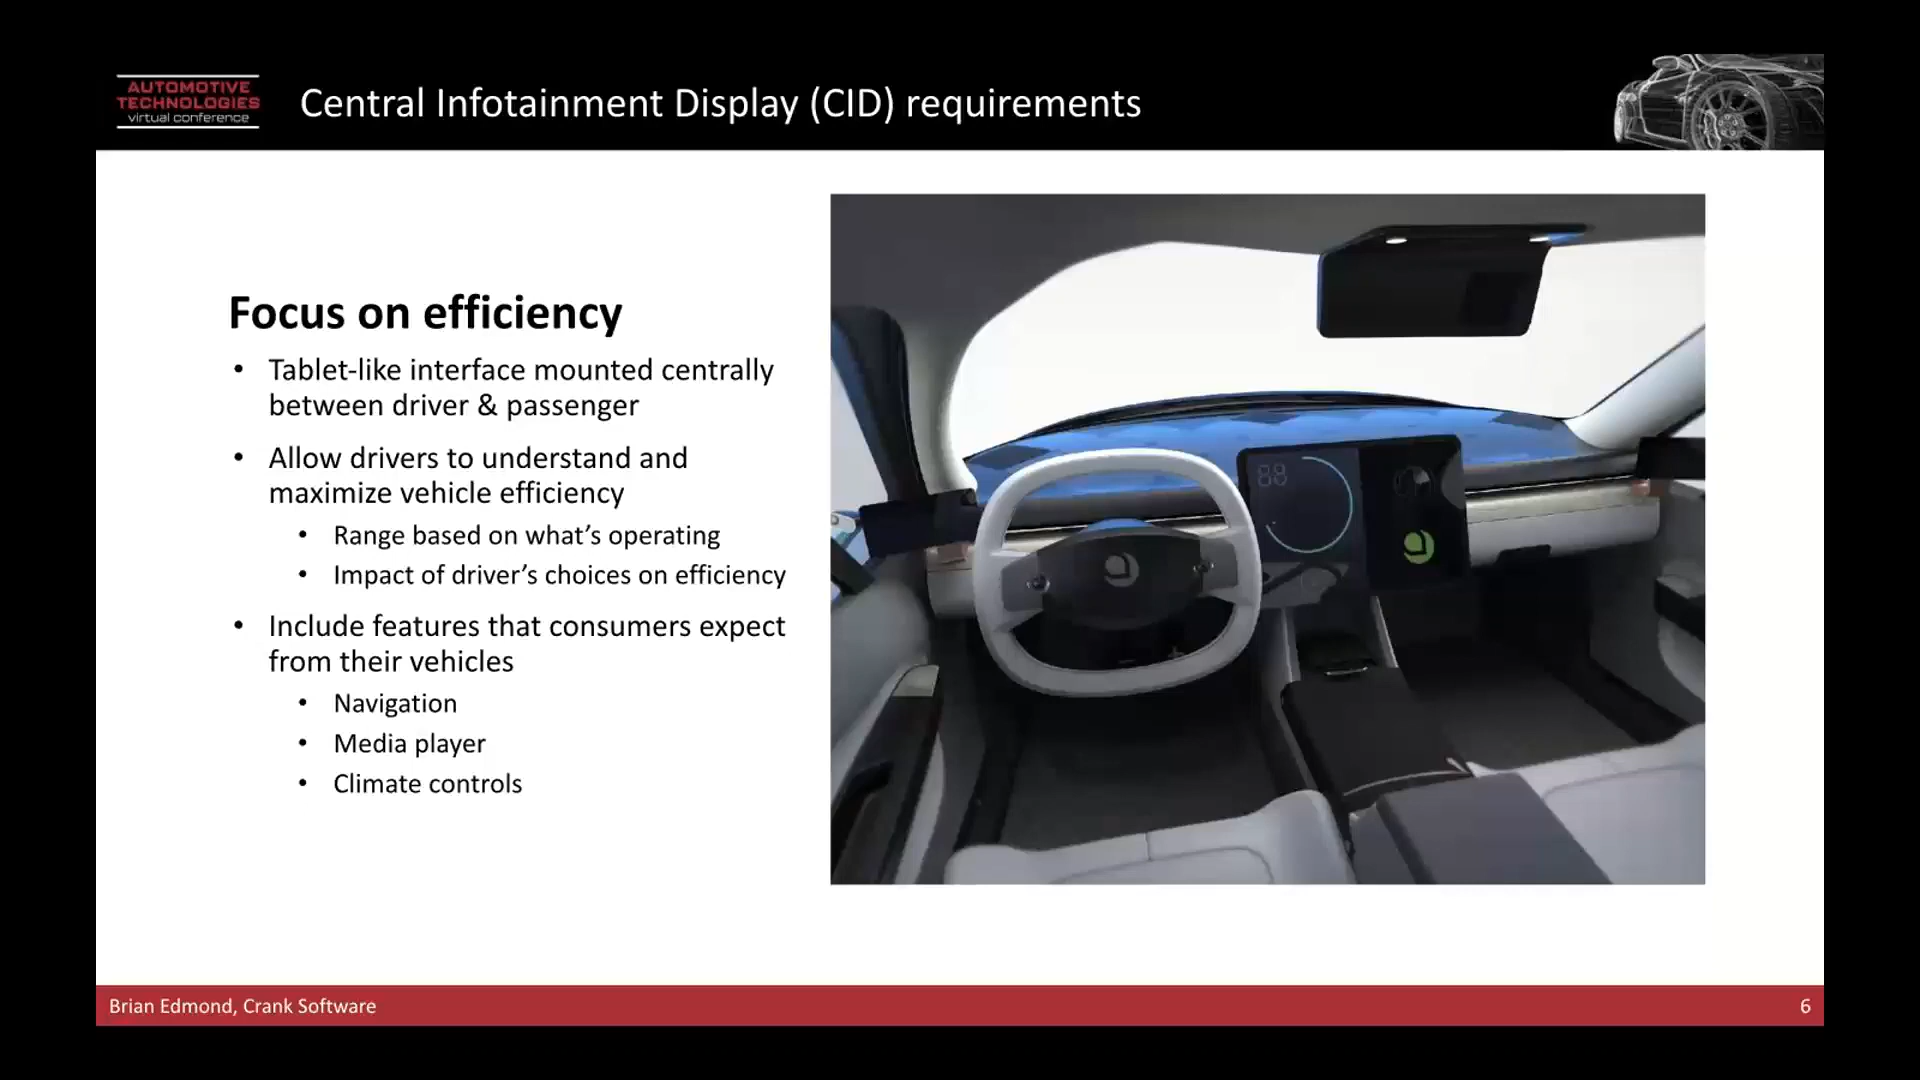 AUTOMOTIVE
TECHNOLOGIES
virtual conference
Central Infotainment Display (CID) requirements
Focus on efficiency
• Tablet-like interface mounted centrally
between driver & passenger
• Allow drivers to understand and
maximize vehicle efficiency
• Range based on what’s operating
• Impact of driver’s choices on efficiency
• Include features that consumers expect
from their vehicles
• Navigation
• Media player
• Climate controls
88
Brian Edmond, Crank Software
6